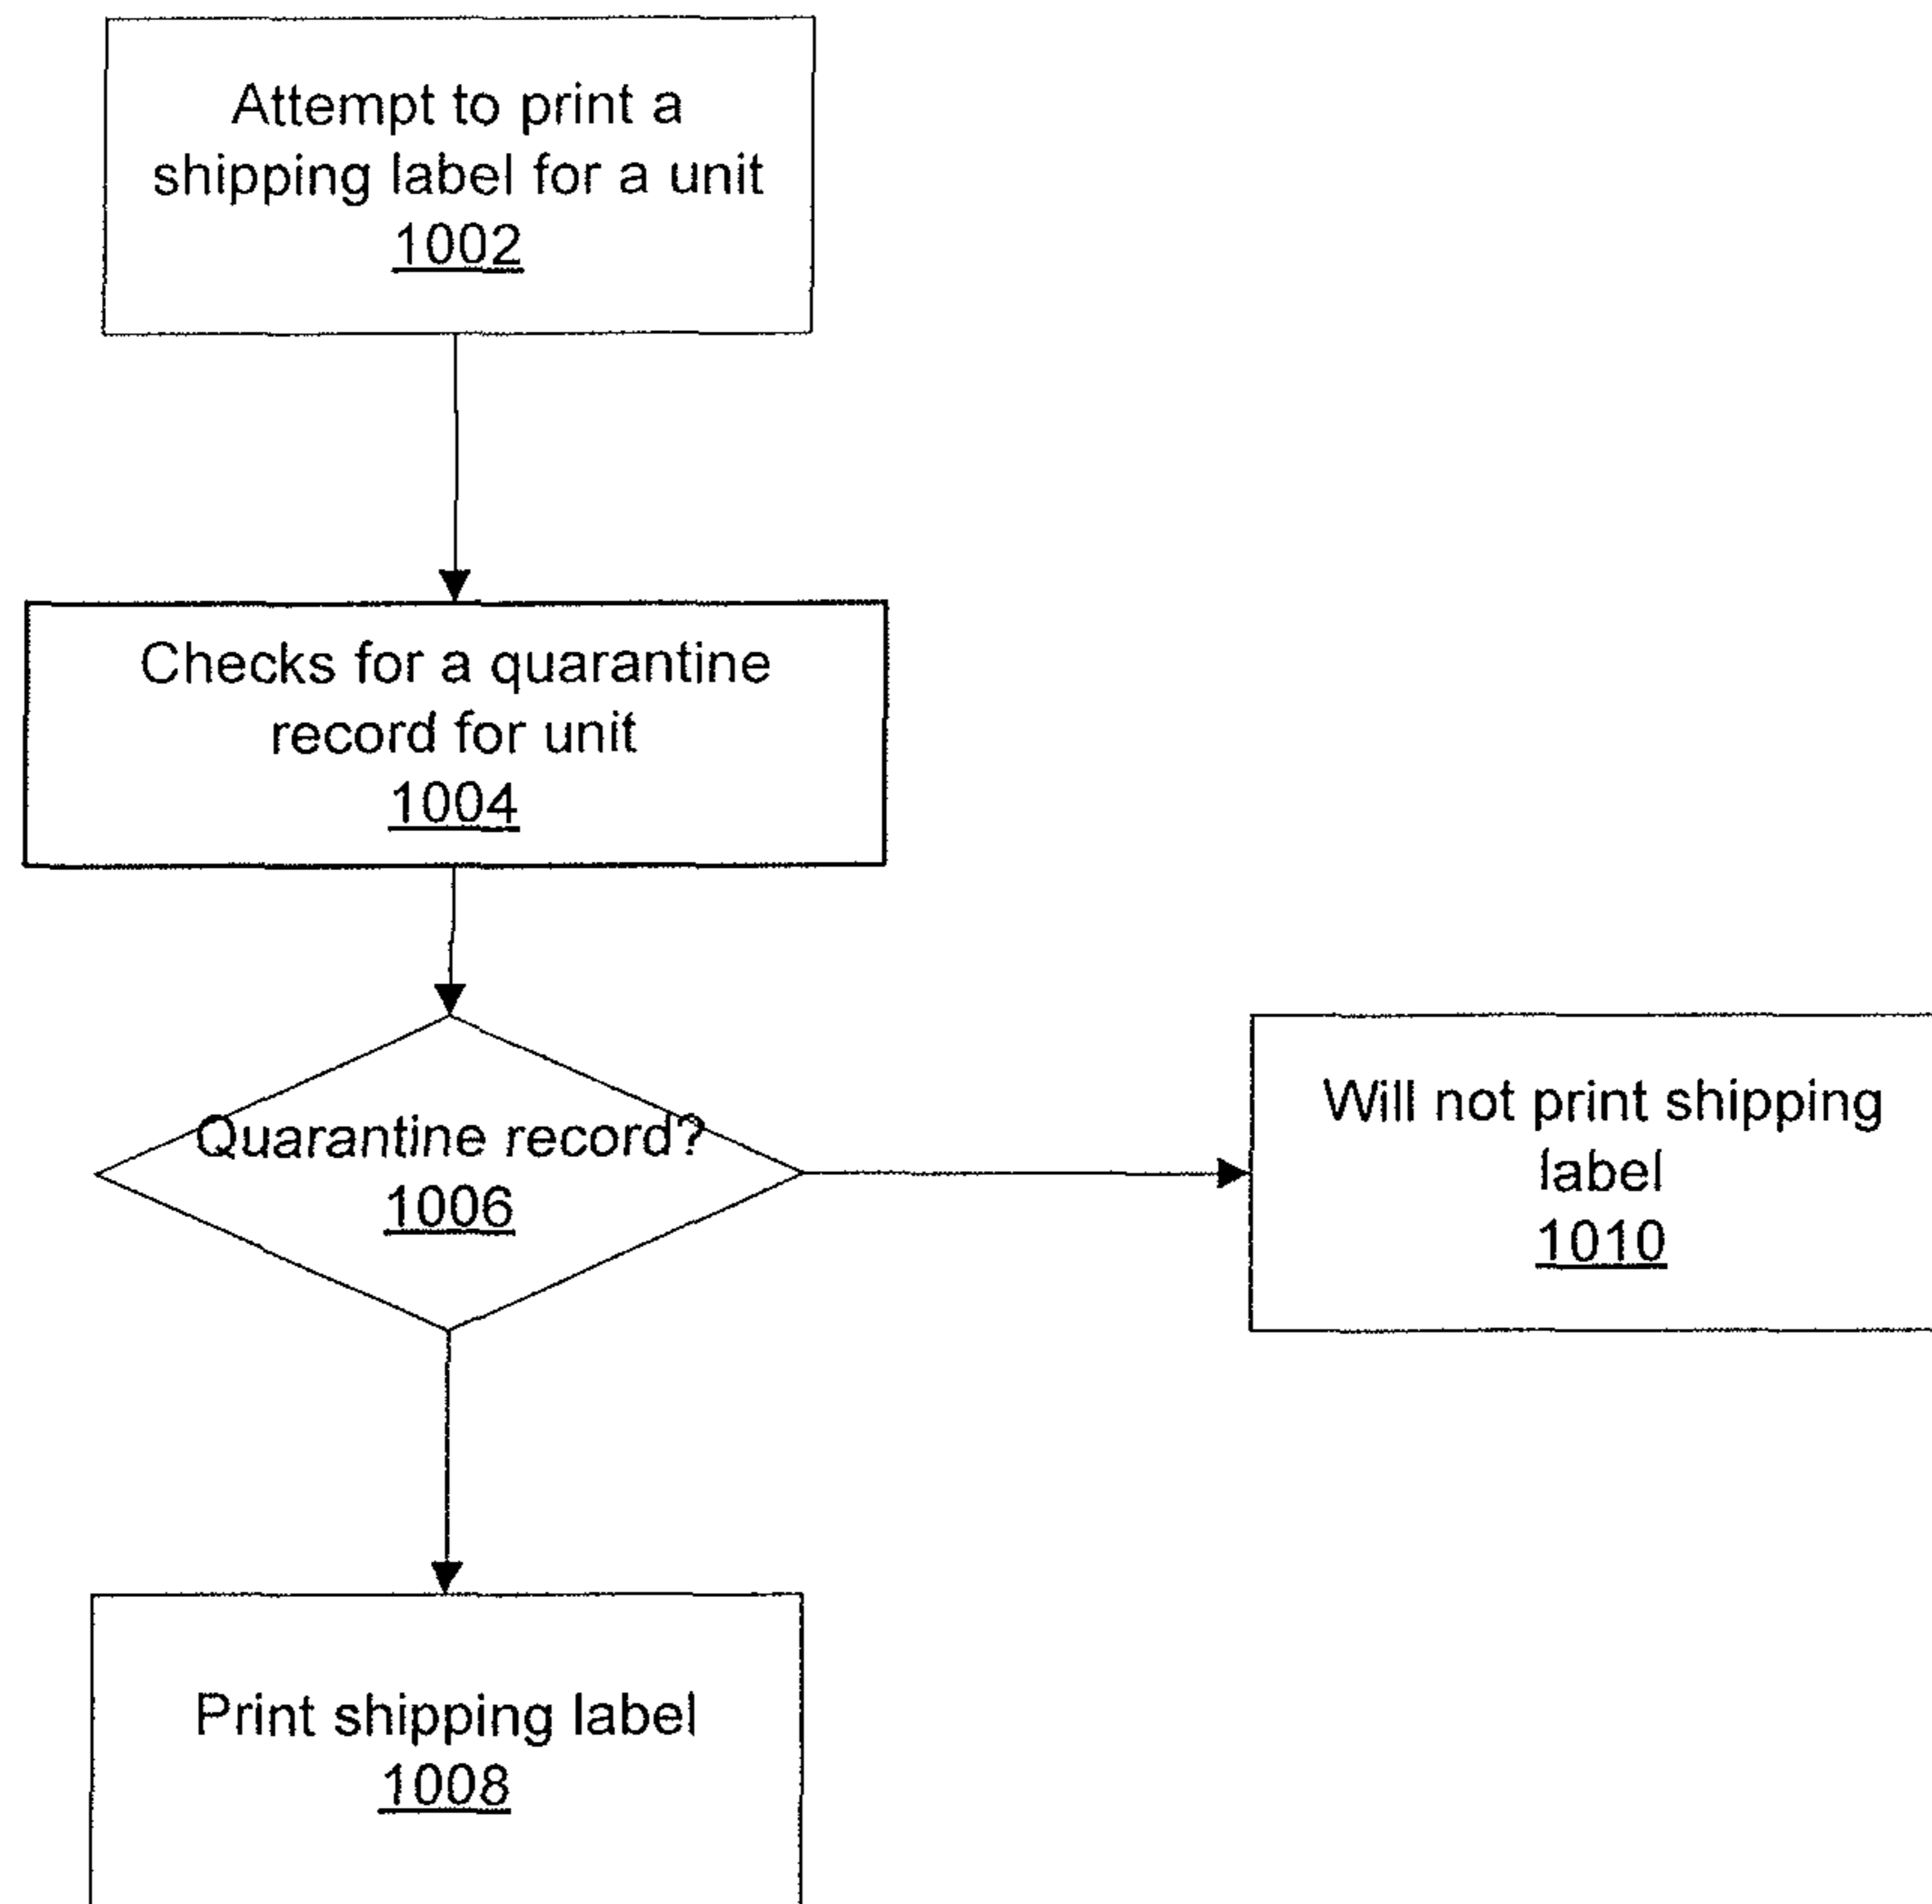 Attempt to print a
shipping label for a unit
1002
Checks for a quarantine
record for unit
1004
Quarantine record?
1006
Will not print shipping
label
1010
Print shipping label
1008